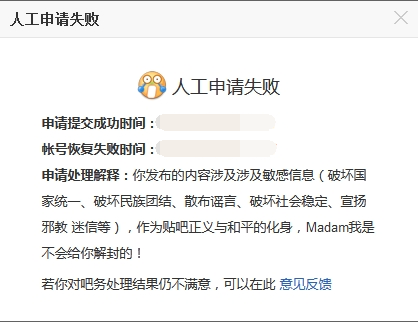 人工申请失败
人工申请失败
申请提交成功时间：
帐号恢复失败时间：
申请处理解释：你发布的内容涉及涉及敏感信息（破坏国
家统一、破坏民族团结、散布谣言、破坏社会稳定、宣扬
邪教 迷信等），作为贴吧正义与和平的化身，Madam我是
不会给你解封的！
若你对吧务处理结果仍不满意，可以在此 意见反馈